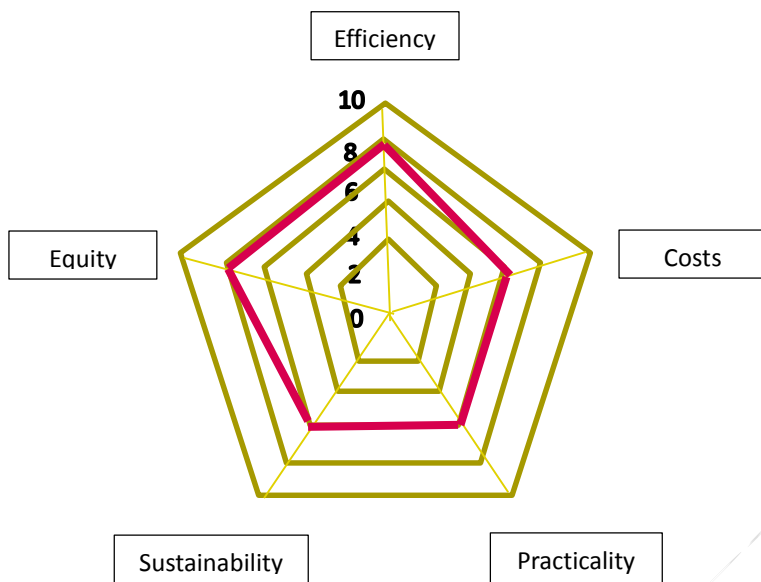 Efficiency
10
8
6
4
2
0
Equity
Costs
Sustainability
Practicality